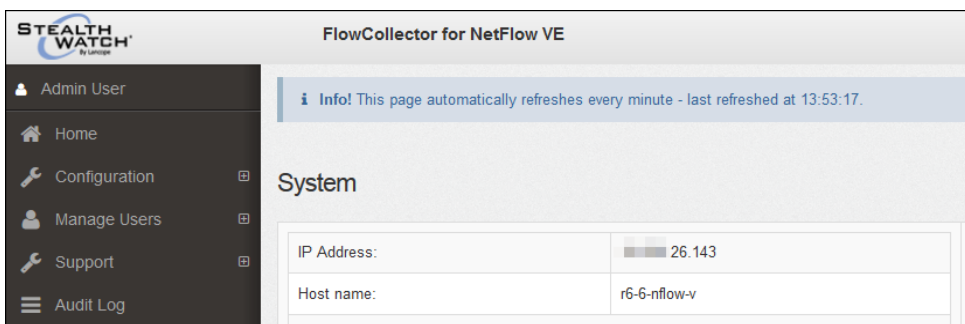 STEALTH
WATCH
By Lancope
FlowCollector for NetFlow VE
Admin User
Info! This page automatically refreshes every minute - last refreshed at 13:53:17.
Home
Configuration
System
Manage Users
IP Address: 26.143
Support
Host name: r6-6-nflow-v
Audit Log